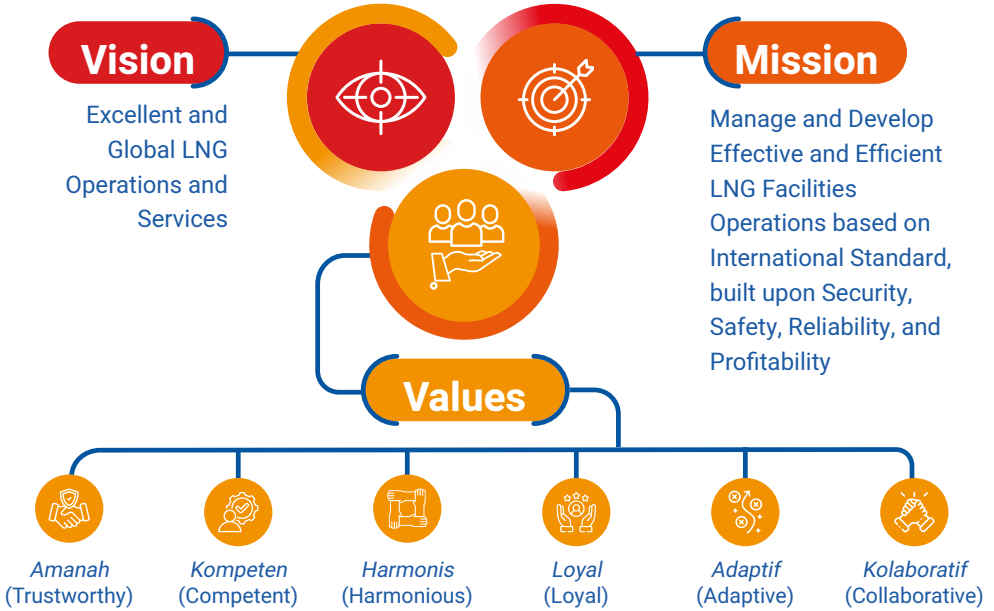 Vision
Excellent and
Global LNG
Operations and
Services
Mission
Manage and Develop
Effective and Efficient
LNG Facilities
Operations based on
International Standard,
built upon Security,
Safety, Reliability, and
Profitability
Values
Amanah
(Trustworthy)
Kompeten
(Competent)
Harmonis
(Harmonious)
Loyal
(Loyal)
Adaptif
(Adaptive)
Kolaboratif
(Collaborative)